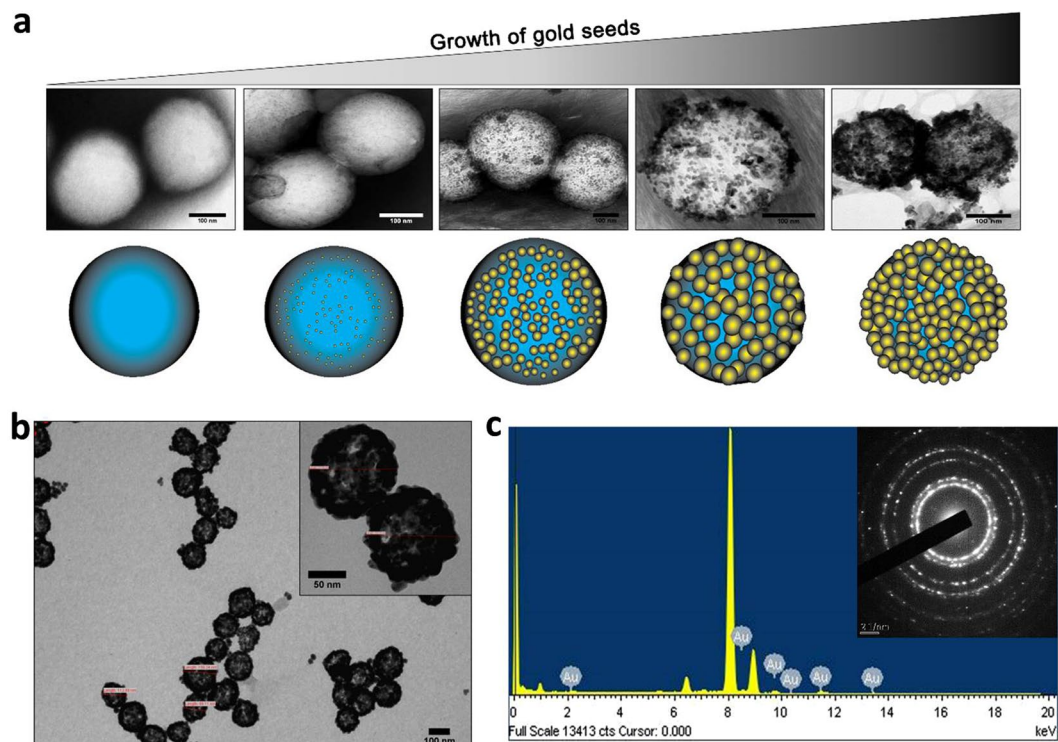 a
Growth of gold seeds
100 nm
100 nm
100 nm
100 nm
100 nm
b
50 nm
100 nm
c
Au
Au
Au
Au
Au
Au
0 2 4 6 8 10 12 14 16 18 20
Full Scale 13413 cts Cursor: 0.000 keV